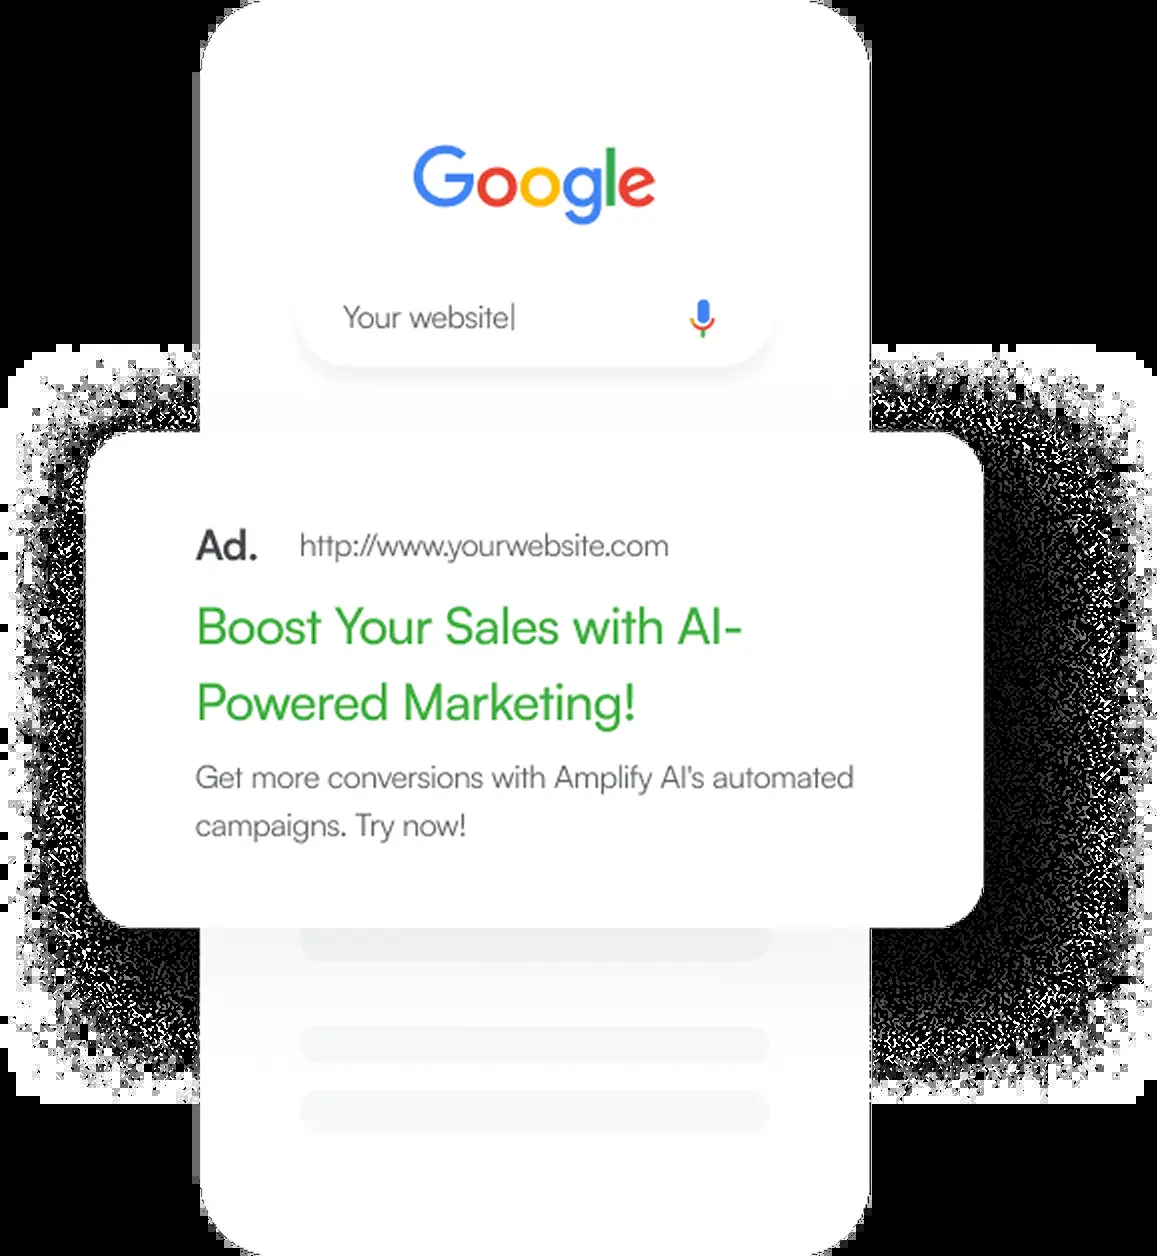 Google
Your website
Ad. http://www.yourwebsite.com
Boost Your Sales with AI-
Powered Marketing!
Get more conversions with Amplify AI's automated
campaigns. Try now!